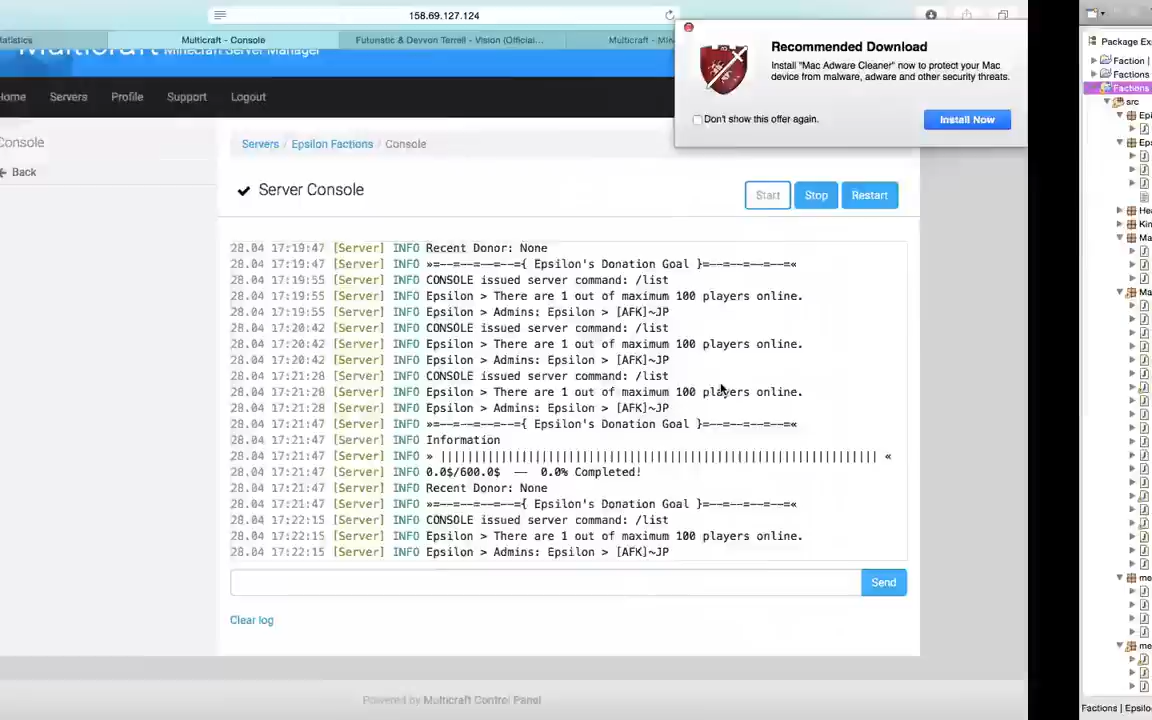 158.69.127.124
tatistics
Multicraft - Console
Futuristic & Devvon Terrell - Vision (Official...
Multicraft - Min
Multicraft Minecraft Server Manager
Recommended Download
Install "Mac Adware Cleaner" now to protect your Mac
device from malware, adware and other security threats.
Don't show this offer again.
Install Now
Home
Servers
Profile
Support
Logout
Console
Back
Servers
Epsilon Factions
Console
Server Console
Start
Stop
Restart
28.04 17:19:47 [Server] INFO Recent Donor: None
28.04 17:19:47 [Server] INFO »=--=--=--=--={ Epsilon's Donation Goal }=--=--=--=--=«
28.04 17:19:55 [Server] INFO CONSOLE issued server command: /list
28.04 17:19:55 [Server] INFO Epsilon > There are 1 out of maximum 100 players online.
28.04 17:19:55 [Server] INFO Epsilon > Admins: Epsilon > [AFK]~JP
28.04 17:20:42 [Server] INFO CONSOLE issued server command: /list
28.04 17:20:42 [Server] INFO Epsilon > There are 1 out of maximum 100 players online.
28.04 17:20:42 [Server] INFO Epsilon > Admins: Epsilon > [AFK]~JP
28.04 17:21:28 [Server] INFO CONSOLE issued server command: /list
28.04 17:21:28 [Server] INFO Epsilon > There are 1 out of maximum 100 players online.
28.04 17:21:28 [Server] INFO Epsilon > Admins: Epsilon > [AFK]~JP
28.04 17:21:47 [Server] INFO »=--=--=--=--={ Epsilon's Donation Goal }=--=--=--=--=«
28.04 17:21:47 [Server] INFO Information
28.04 17:21:47 [Server] INFO » |||||||||||||||||||||||||||||||||||||||||||||||||||||||||||| «
28.04 17:21:47 [Server] INFO 0.0$/600.0$ –– 0.0% Completed!
28.04 17:21:47 [Server] INFO Recent Donor: None
28.04 17:21:47 [Server] INFO »=--=--=--=--={ Epsilon's Donation Goal }=--=--=--=--=«
28.04 17:22:15 [Server] INFO CONSOLE issued server command: /list
28.04 17:22:15 [Server] INFO Epsilon > There are 1 out of maximum 100 players online.
28.04 17:22:15 [Server] INFO Epsilon > Admins: Epsilon > [AFK]~JP
Send
Clear log
Powered by Multicraft Control Panel
Package Ex
Faction |
Factions
Factions
src
Epi
Eps
Hea
Kin
Ma
Ma
me
me
Factions | Epsilo